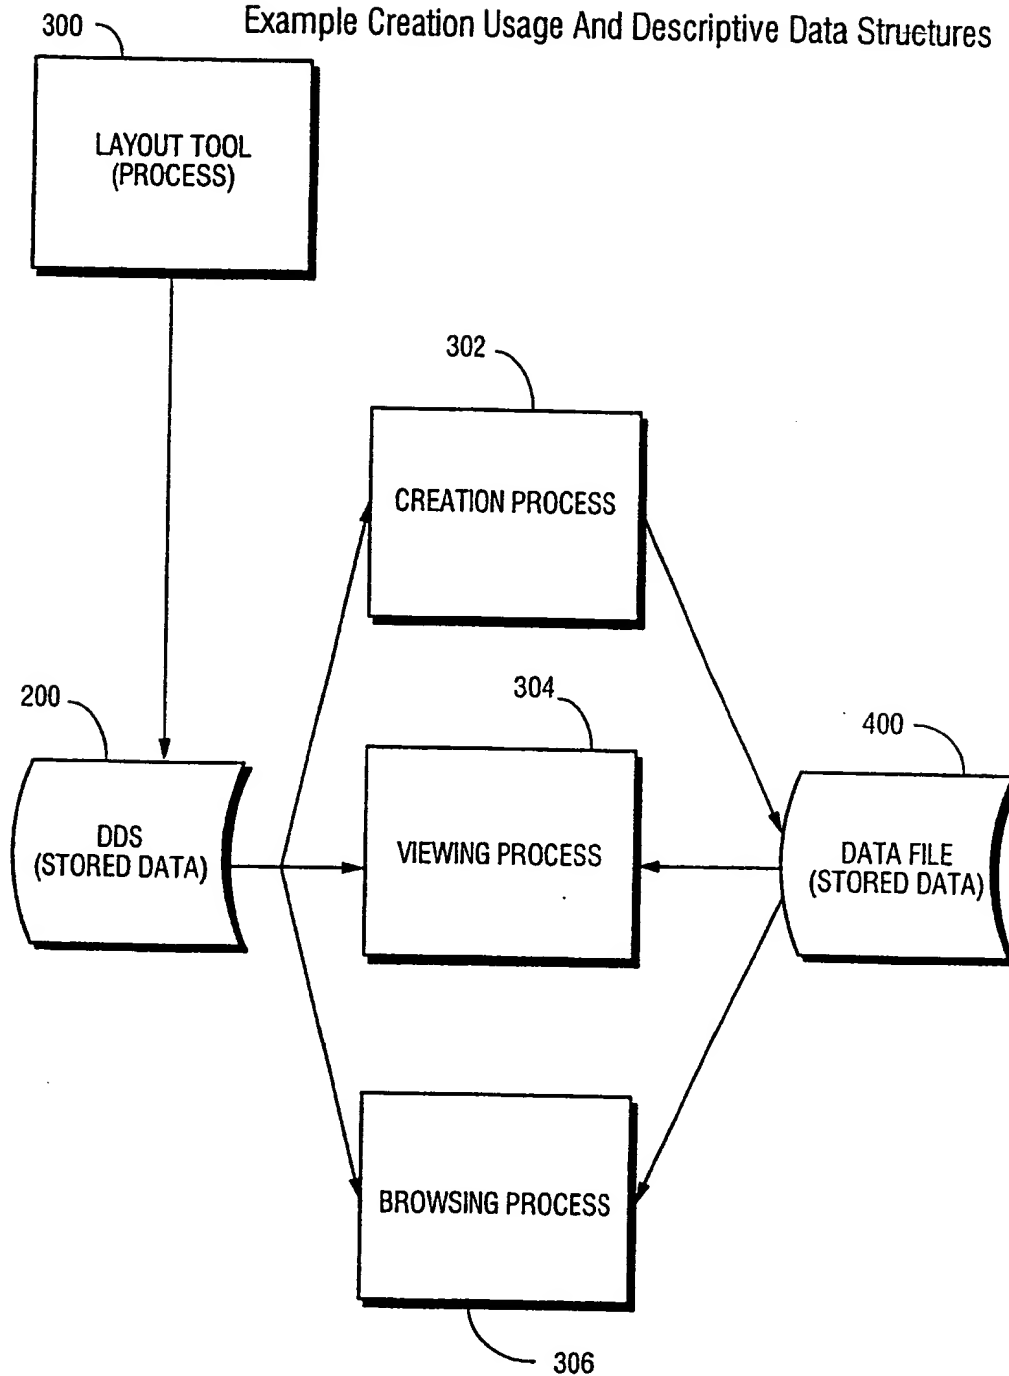 Example Creation Usage And Descriptive Data Structures
300
LAYOUT TOOL
(PROCESS)
302
CREATION PROCESS
200
304
400
DDS
(STORED DATA)
VIEWING PROCESS
DATA FILE
(STORED DATA)
BROWSING PROCESS
306